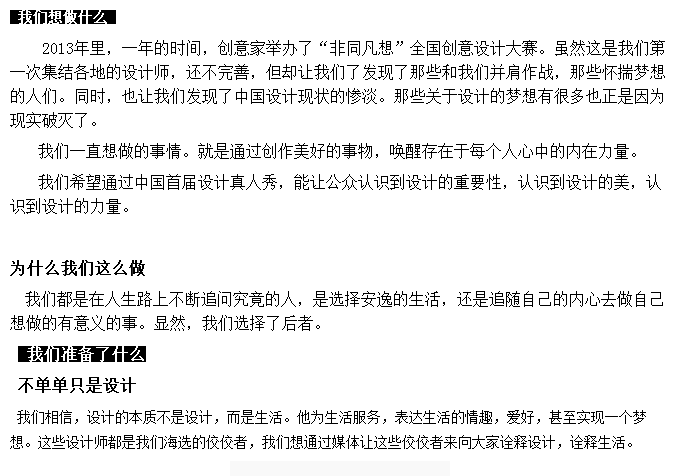 我们想做什么
2013年里，一年的时间，创意家举办了“非同凡想”全国创意设计大赛。虽然这是我们第
一次集结各地的设计师，还不完善，但却让我们了发现了那些和我们并肩作战，那些怀揣梦想
的人们。同时，也让我们发现了中国设计现状的惨淡。那些关于设计的梦想有很多也正是因为
现实破灭了。
我们一直想做的事情。就是通过创作美好的事物，唤醒存在于每个人心中的内在力量。
我们希望通过中国首届设计真人秀，能让公众认识到设计的重要性，认识到设计的美，认
识到设计的力量。
为什么我们这么做
我们都是在人生路上不断追问究竟的人，是选择安逸的生活，还是追随自己的内心去做自己
想做的有意义的事。显然，我们选择了后者。
我们准备了什么
不单单只是设计
我们相信，设计的本质不是设计，而是生活。他为生活服务，表达生活的情趣，爱好，甚至实现一个梦
想。这些设计师都是我们海选的佼佼者，我们想通过媒体让这些佼佼者来向大家诠释设计，诠释生活。